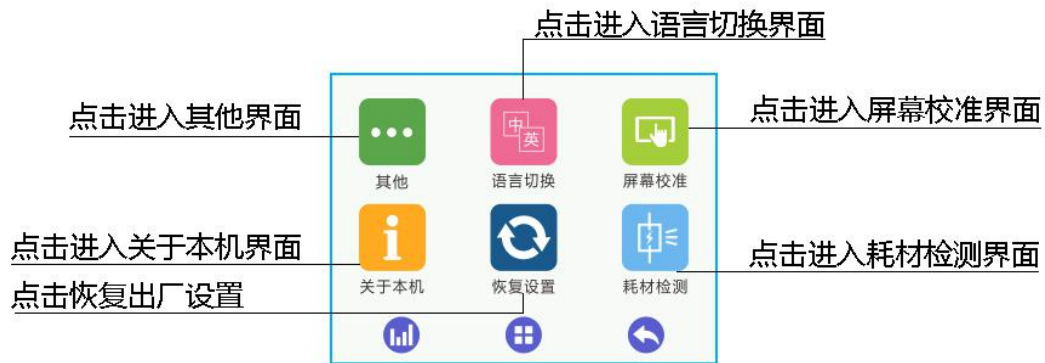 点击进入语言切换界面
点击进入其他界面
点击进入屏幕校准界面
中
英
其他
语言切换
屏幕校准
点击进入关于本机界面
点击进入耗材检测界面
i
关于本机
恢复设置
耗材检测
点击恢复出厂设置